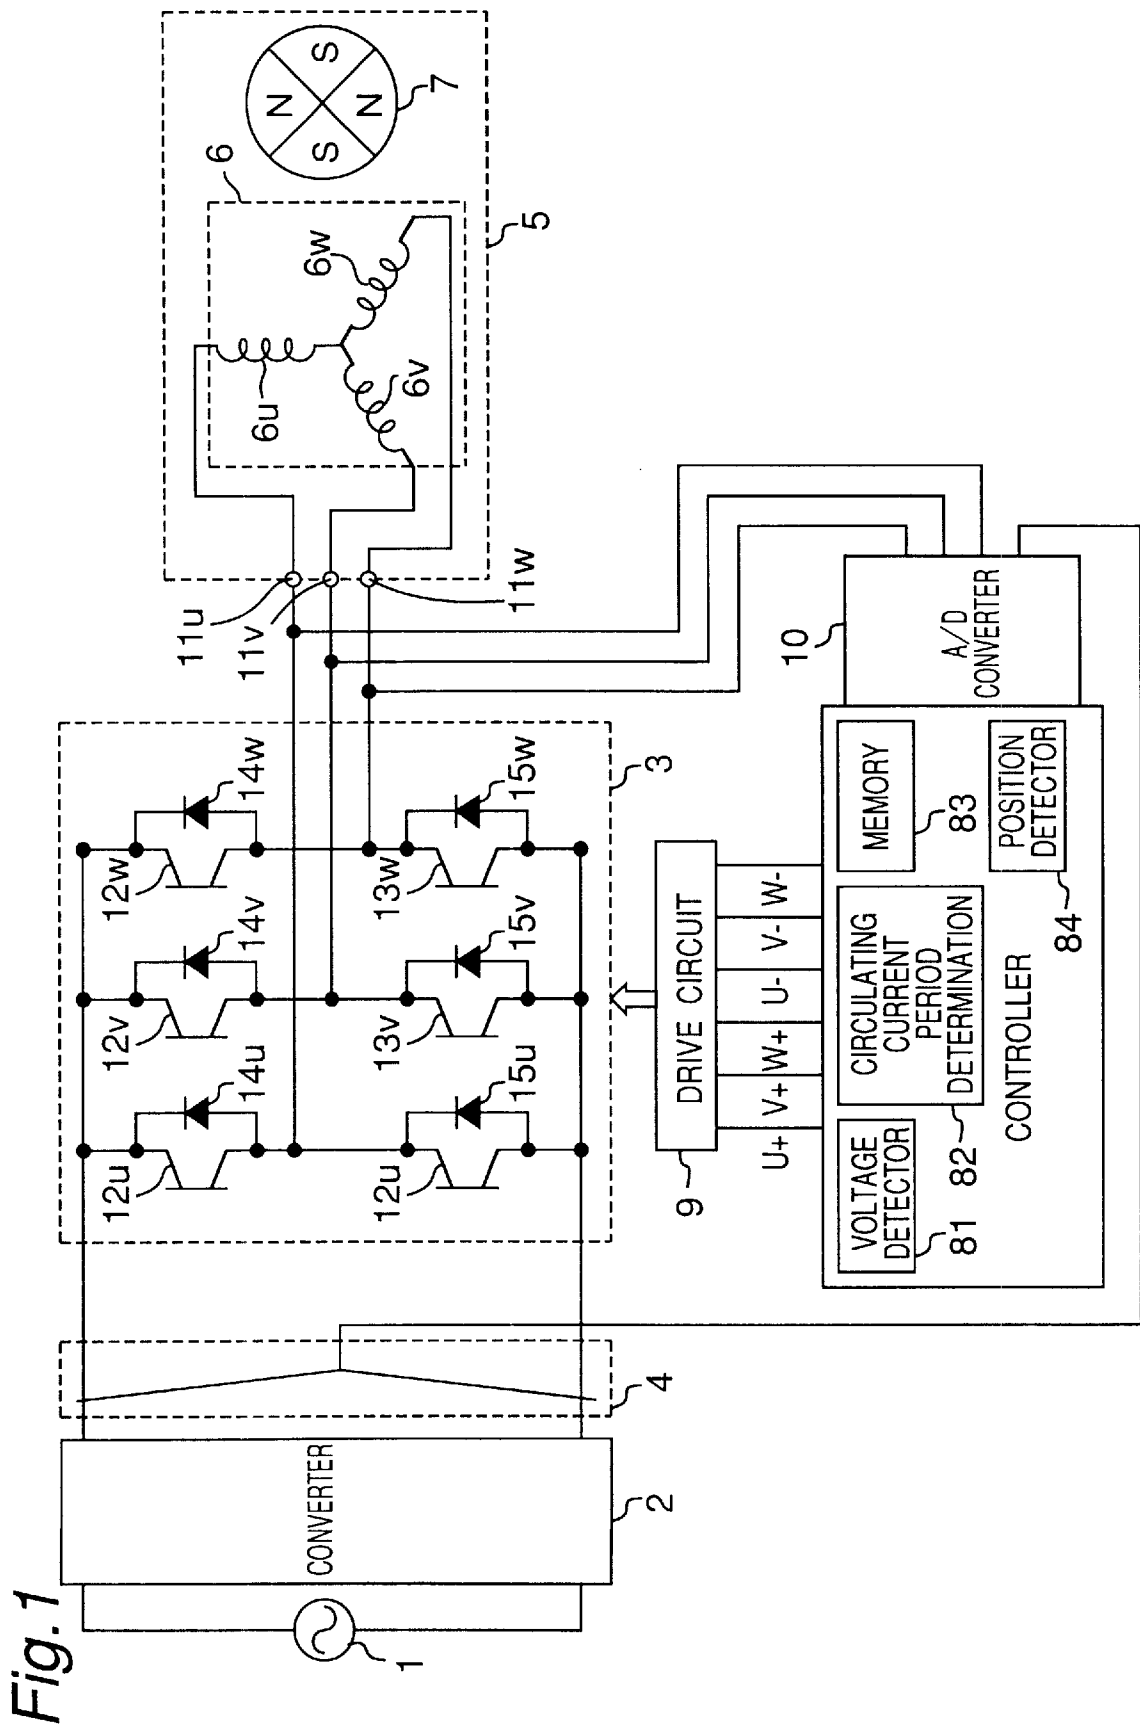 Fig.1
1
CONVERTER
2
4
12u
14u
12v
14v
12w
14w
12u
15u
13v
15v
13w
15w
3
11u
11v
11w
6u
6v
6w
6
5
N
S
S
N
7
9
DRIVE CIRCUIT
U+
V+
W+
U-
V-
W-
VOLTAGE
DETECTOR
81
CIRCULATING
CURRENT
PERIOD
DETERMINATION
82
MEMORY
83
POSITION
DETECTOR
84
CONTROLLER
10
A/D
CONVERTER